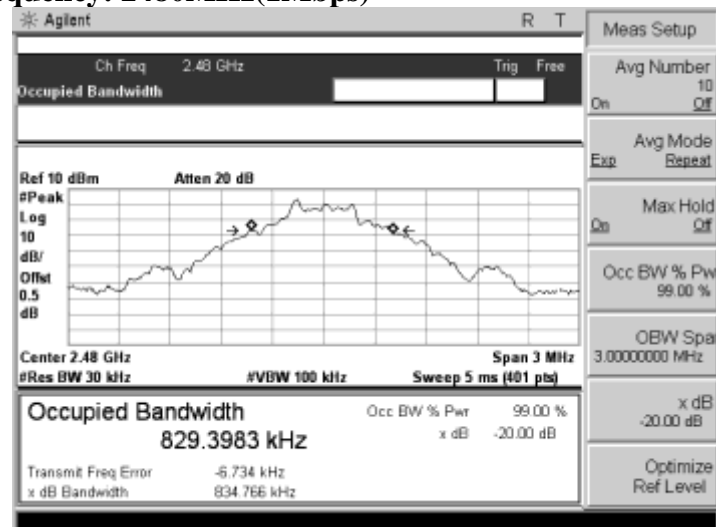 quency: 2480MHz(1Mbps)
Agilent R T
Ch Freq 2.48 GHz Trig Free
Occupied Bandwidth
Ref 10 dBm Atten 20 dB
#Peak
Log
10
dB/
Offst
0.5
dB
Center 2.48 GHz Span 3 MHz
#Res BW 30 kHz #VBW 100 kHz Sweep 5 ms (401 pts)
Occupied Bandwidth
829.3983 kHz
Occ BW % Pwr 99.00 %
x dB -20.00 dB
Transmit Freq Error -6.734 kHz
x dB Bandwidth 834.766 kHz
Meas Setup
Avg Number
10
On Off
Avg Mode
Exp Repeat
Max Hold
On Off
Occ BW % Pw
99.00 %
OBW Spa
3.00000000 MHz
x dB
-20.00 dB
Optimize
Ref Level